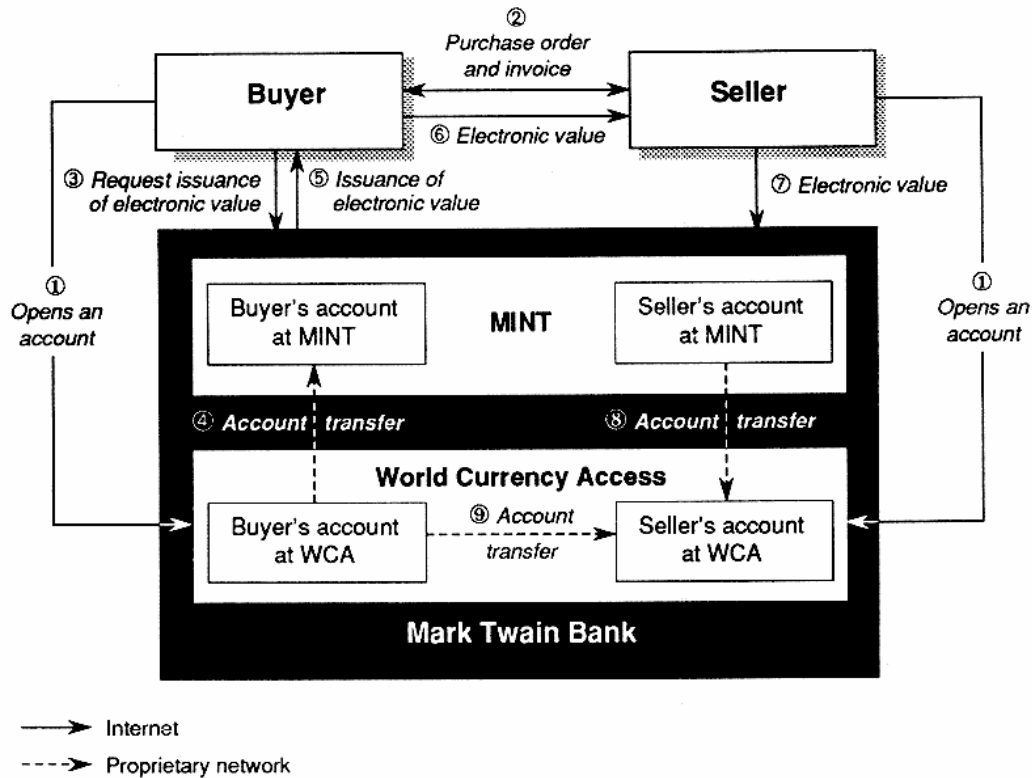 ②
Purchase order
and invoice
Buyer
Seller
⑥ Electronic value
③ Request issuance
of electronic value
⑤ Issuance of
electronic value
⑦ Electronic value
①
Opens an
account
①
Opens an
account
Buyer's account
at MINT
MINT
Seller's account
at MINT
④ Account transfer
⑧ Account transfer
World Currency Access
Buyer's account
at WCA
⑨ Account
transfer
Seller's account
at WCA
Mark Twain Bank
Internet
Proprietary network